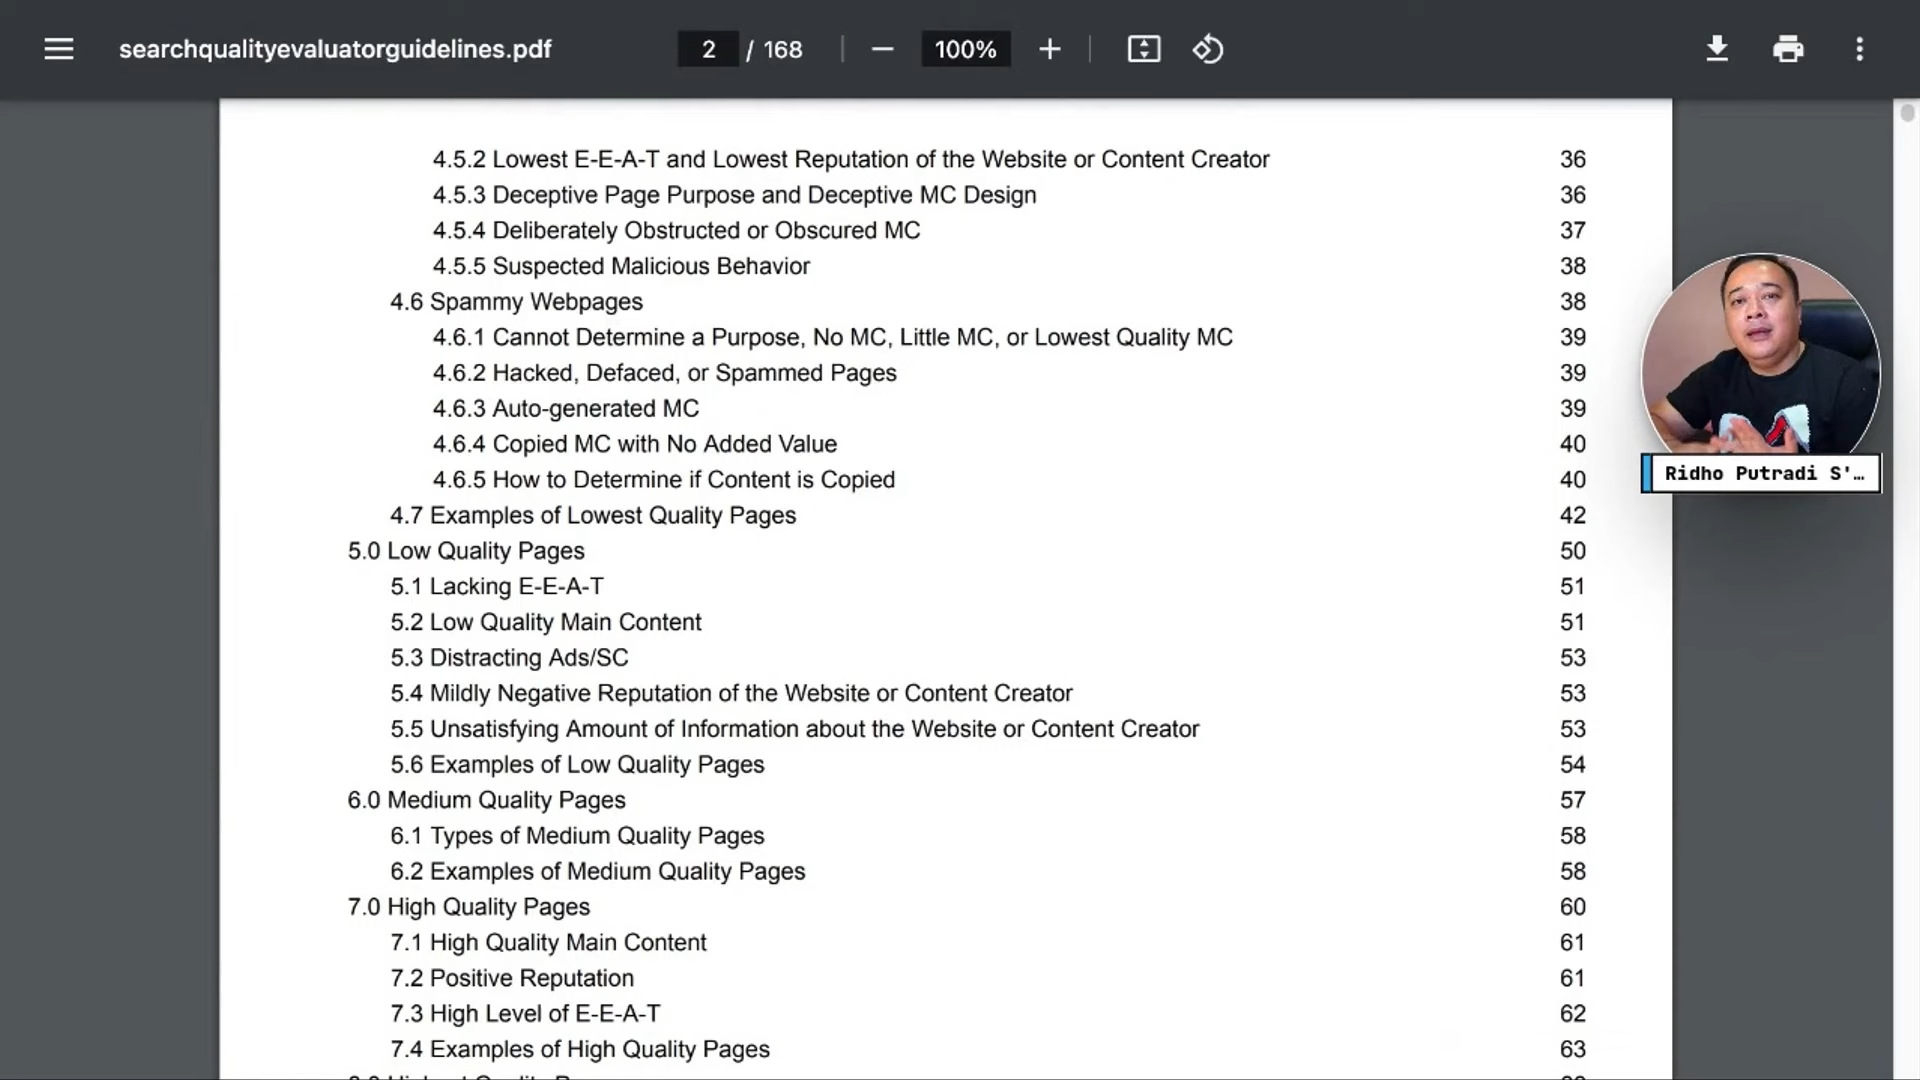 searchqualityevaluatorguidelines.pdf 2 / 168 100%
4.5.2 Lowest E-E-A-T and Lowest Reputation of the Website or Content Creator 36
4.5.3 Deceptive Page Purpose and Deceptive MC Design 36
4.5.4 Deliberately Obstructed or Obscured MC 37
4.5.5 Suspected Malicious Behavior 38
4.6 Spammy Webpages 38
4.6.1 Cannot Determine a Purpose, No MC, Little MC, or Lowest Quality MC 39
4.6.2 Hacked, Defaced, or Spammed Pages 39
4.6.3 Auto-generated MC 39
4.6.4 Copied MC with No Added Value 40
4.6.5 How to Determine if Content is Copied 40
4.7 Examples of Lowest Quality Pages 42
5.0 Low Quality Pages 50
5.1 Lacking E-E-A-T 51
5.2 Low Quality Main Content 51
5.3 Distracting Ads/SC 53
5.4 Mildly Negative Reputation of the Website or Content Creator 53
5.5 Unsatisfying Amount of Information about the Website or Content Creator 53
5.6 Examples of Low Quality Pages 54
6.0 Medium Quality Pages 57
6.1 Types of Medium Quality Pages 58
6.2 Examples of Medium Quality Pages 58
7.0 High Quality Pages 60
7.1 High Quality Main Content 61
7.2 Positive Reputation 61
7.3 High Level of E-E-A-T 62
7.4 Examples of High Quality Pages 63
Ridho Putradi S'…